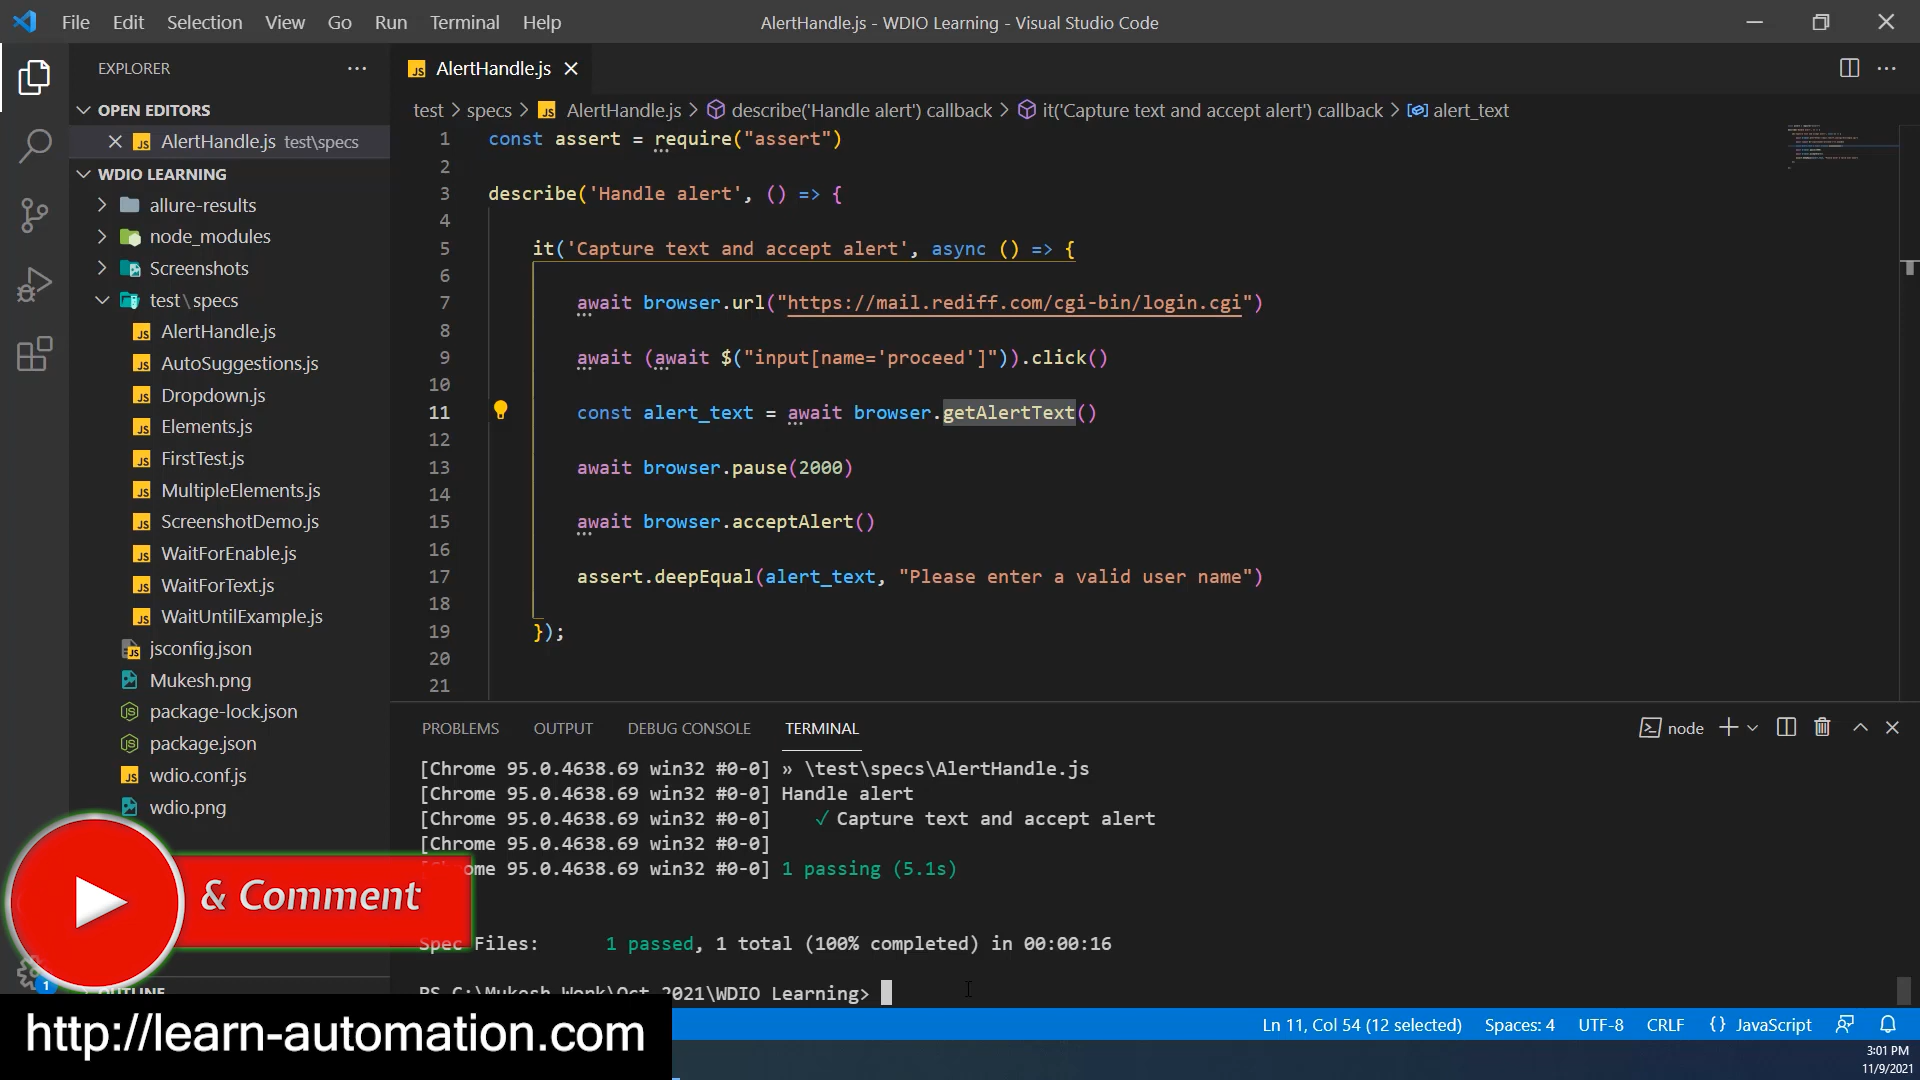 File Edit Selection View Go Run Terminal Help
AlertHandle.js - WDIO Learning - Visual Studio Code
EXPLORER
OPEN EDITORS
AlertHandle.js test\specs
WDIO LEARNING
allure-results
node_modules
Screenshots
test\specs
AlertHandle.js
AutoSuggestions.js
Dropdown.js
Elements.js
FirstTest.js
MultipleElements.js
ScreenshotDemo.js
WaitForEnable.js
WaitForText.js
WaitUntilExample.js
jsconfig.json
Mukesh.png
package-lock.json
package.json
wdio.conf.js
wdio.png
OUTLINE
AlertHandle.js
test > specs > JS AlertHandle.js > describe('Handle alert') callback > it('Capture text and accept alert') callback > alert_text
1 const assert = require("assert")
2
3 describe('Handle alert', () => {
4
5 it('Capture text and accept alert', async () => {
6
7 await browser.url("https://mail.rediff.com/cgi-bin/login.cgi")
8
9 await (await $("input[name='proceed']")).click()
10
11 const alert_text = await browser.getAlertText()
12
13 await browser.pause(2000)
14
15 await browser.acceptAlert()
16
17 assert.deepEqual(alert_text, "Please enter a valid user name")
18
19 });
20
21
PROBLEMS OUTPUT DEBUG CONSOLE TERMINAL
node
[Chrome 95.0.4638.69 win32 #0-0] » \test\specs\AlertHandle.js
[Chrome 95.0.4638.69 win32 #0-0] Handle alert
[Chrome 95.0.4638.69 win32 #0-0] ✓ Capture text and accept alert
[Chrome 95.0.4638.69 win32 #0-0]
[Chrome 95.0.4638.69 win32 #0-0] 1 passing (5.1s)
Spec Files: 1 passed, 1 total (100% completed) in 00:00:16
PS C:\Mukesh Work\Oct 2021\WDIO Learning>
& Comment
1
http://learn-automation.com
Ln 11, Col 54 (12 selected) Spaces: 4 UTF-8 CRLF {} JavaScript
3:01 PM
11/9/2021